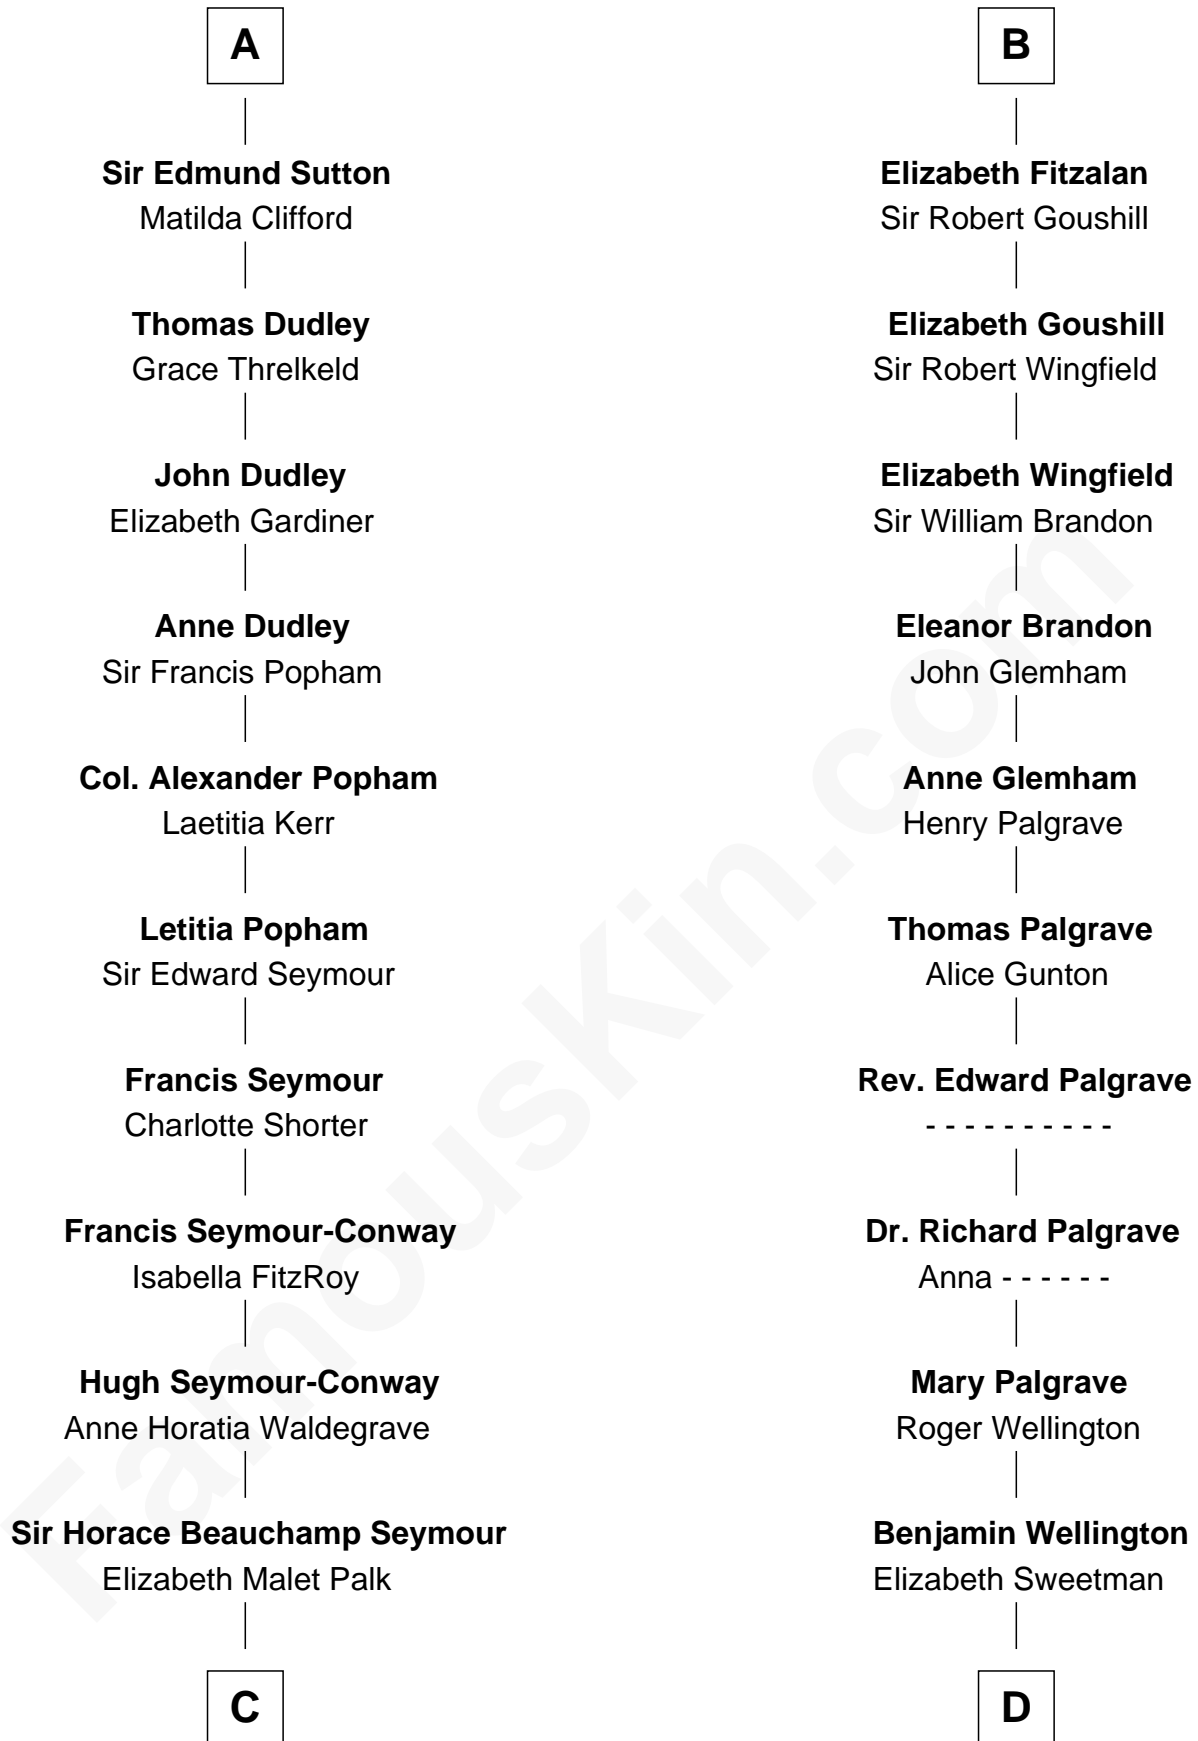 A
Sir Edmund Sutton
Matilda Clifford
Thomas Dudley
Grace Threlkeld
John Dudley
Elizabeth Gardiner
Anne Dudley
Sir Francis Popham
Col. Alexander Popham
Laetitia Kerr
Letitia Popham
Sir Edward Seymour
Francis Seymour
Charlotte Shorter
Francis Seymour-Conway
Isabella FitzRoy
Hugh Seymour-Conway
Anne Horatia Waldegrave
Sir Horace Beauchamp Seymour
Elizabeth Malet Palk
C
B
Elizabeth Fitzalan
Sir Robert Goushill
Elizabeth Goushill
Sir Robert Wingfield
Elizabeth Wingfield
Sir William Brandon
Eleanor Brandon
John Glemham
Anne Glemham
Henry Palgrave
Thomas Palgrave
Alice Gunton
Rev. Edward Palgrave
- - - - - - - - - -
Dr. Richard Palgrave
Anna - - - - - -
Mary Palgrave
Roger Wellington
Benjamin Wellington
Elizabeth Sweetman
D
FamousKin.com